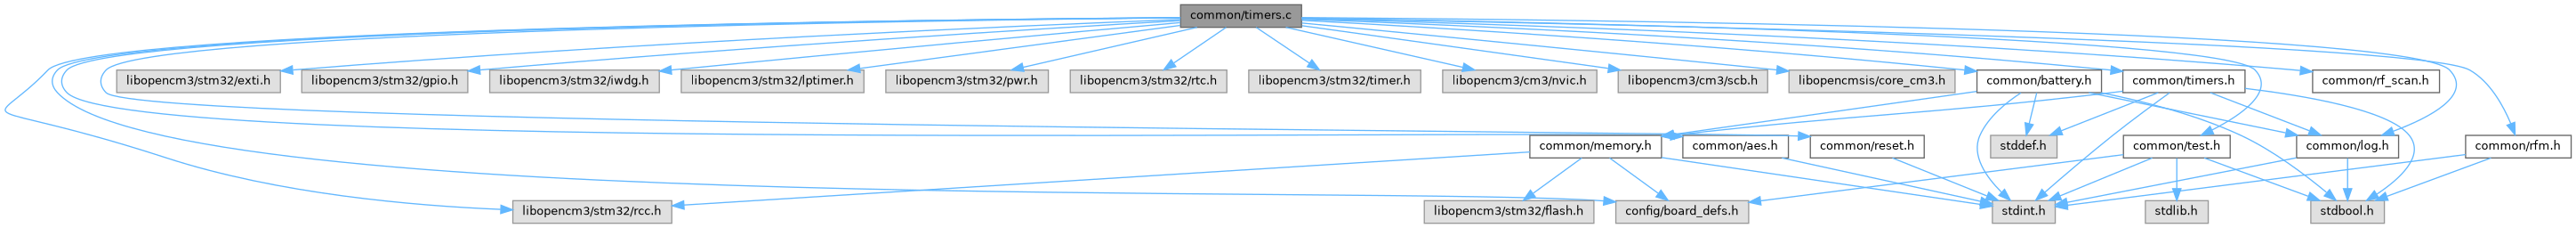 common/timers.c
libopencm3/stm32/exti.h
libopencm3/stm32/gpio.h
libopencm3/stm32/iwdg.h
libopencm3/stm32/lptimer.h
libopencm3/stm32/pwr.h
libopencm3/stm32/rtc.h
libopencm3/stm32/timer.h
libopencm3/cm3/nvic.h
libopencm3/cm3/scb.h
libopencmsis/core_cm3.h
common/battery.h
common/timers.h
common/rf_scan.h
common/memory.h
common/aes.h
common/reset.h
stddef.h
common/test.h
common/log.h
common/rfm.h
libopencm3/stm32/rcc.h
libopencm3/stm32/flash.h
config/board_defs.h
stdint.h
stdlib.h
stdbool.h